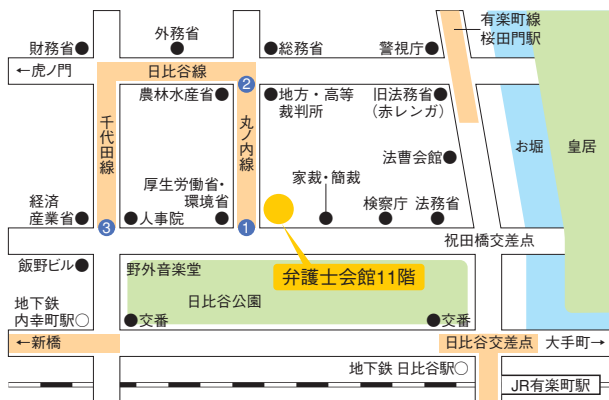 財務省
外務省
総務省
警視庁
有楽町線
桜田門駅
←虎ノ門
日比谷線
2
農林水産省
地方・高等
裁判所
旧法務省
(赤レンガ)
千代田線
丸ノ内線
お堀
皇居
法曹会館
厚生労働省・
環境省
家裁・簡裁
経済
産業省
人事院
検察庁
法務省
3
1
祝田橋交差点
飯野ビル
野外音楽堂
弁護士会館11階
日比谷公園
地下鉄
内幸町駅
交番
交番
←新橋
日比谷交差点
大手町→
地下鉄 日比谷駅
JR有楽町駅